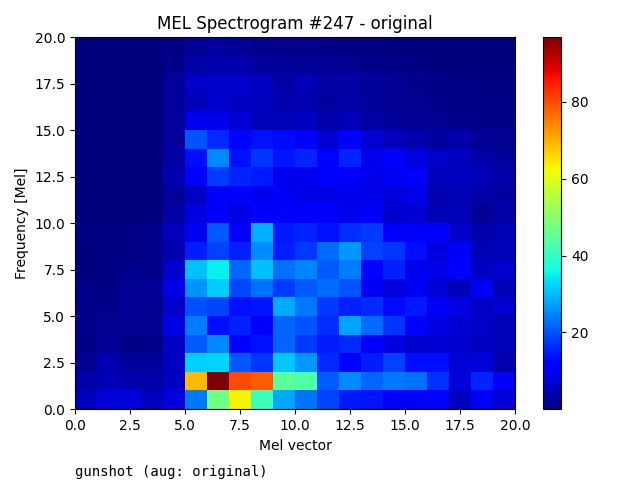 MEL Spectrogram #247 - original
20.0
17.5
15.0
12.5
10.0
7.5
5.0
2.5
0.0
Frequency [Mel]
0.0 2.5 5.0 7.5 10.0 12.5 15.0 17.5 20.0
Mel vector
80
60
40
20
gunshot (aug: original)